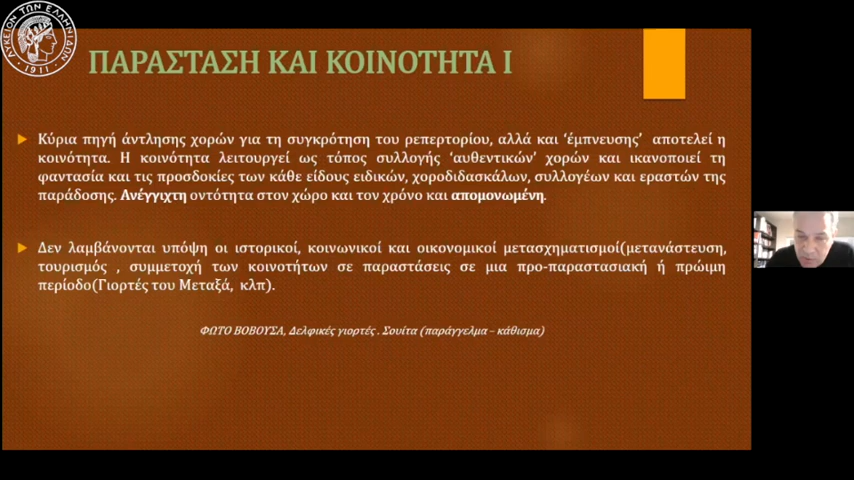 ΛΥΚΕΙΟΝ ΤΩΝ ΕΛΛΗΝΙΔΩΝ
1911
ΠΑΡΑΣΤΑΣΗ ΚΑΙ ΚΟΙΝΟΤΗΤΑ Ι
Κύρια πηγή άντλησης χορών για τη συγκρότηση του ρεπερτορίου, αλλά και ‘έμπνευσης’ αποτελεί η
κοινότητα. Η κοινότητα λειτουργεί ως τόπος συλλογής ‘αυθεντικών’ χορών και ικανοποιεί τη
φαντασία και τις προσδοκίες των κάθε είδους ειδικών, χοροδιδασκάλων, συλλογέων και εραστών της
παράδοσης. Ανέγγιχτη οντότητα στον χώρο και τον χρόνο και απομονωμένη.
Δεν λαμβάνονται υπόψη οι ιστορικοί, κοινωνικοί και οικονομικοί μετασχηματισμοί(μετανάστευση,
τουρισμός , συμμετοχή των κοινοτήτων σε παραστάσεις σε μια προ-παραστασιακή ή πρώιμη
περίοδο(Γιορτές του Μεταξά, κλπ).
ΦΩΤΟ ΒΟΒΟΥΣΑ, Δελφικές γιορτές . Σουίτα (παράγγελμα – κάθισμα)